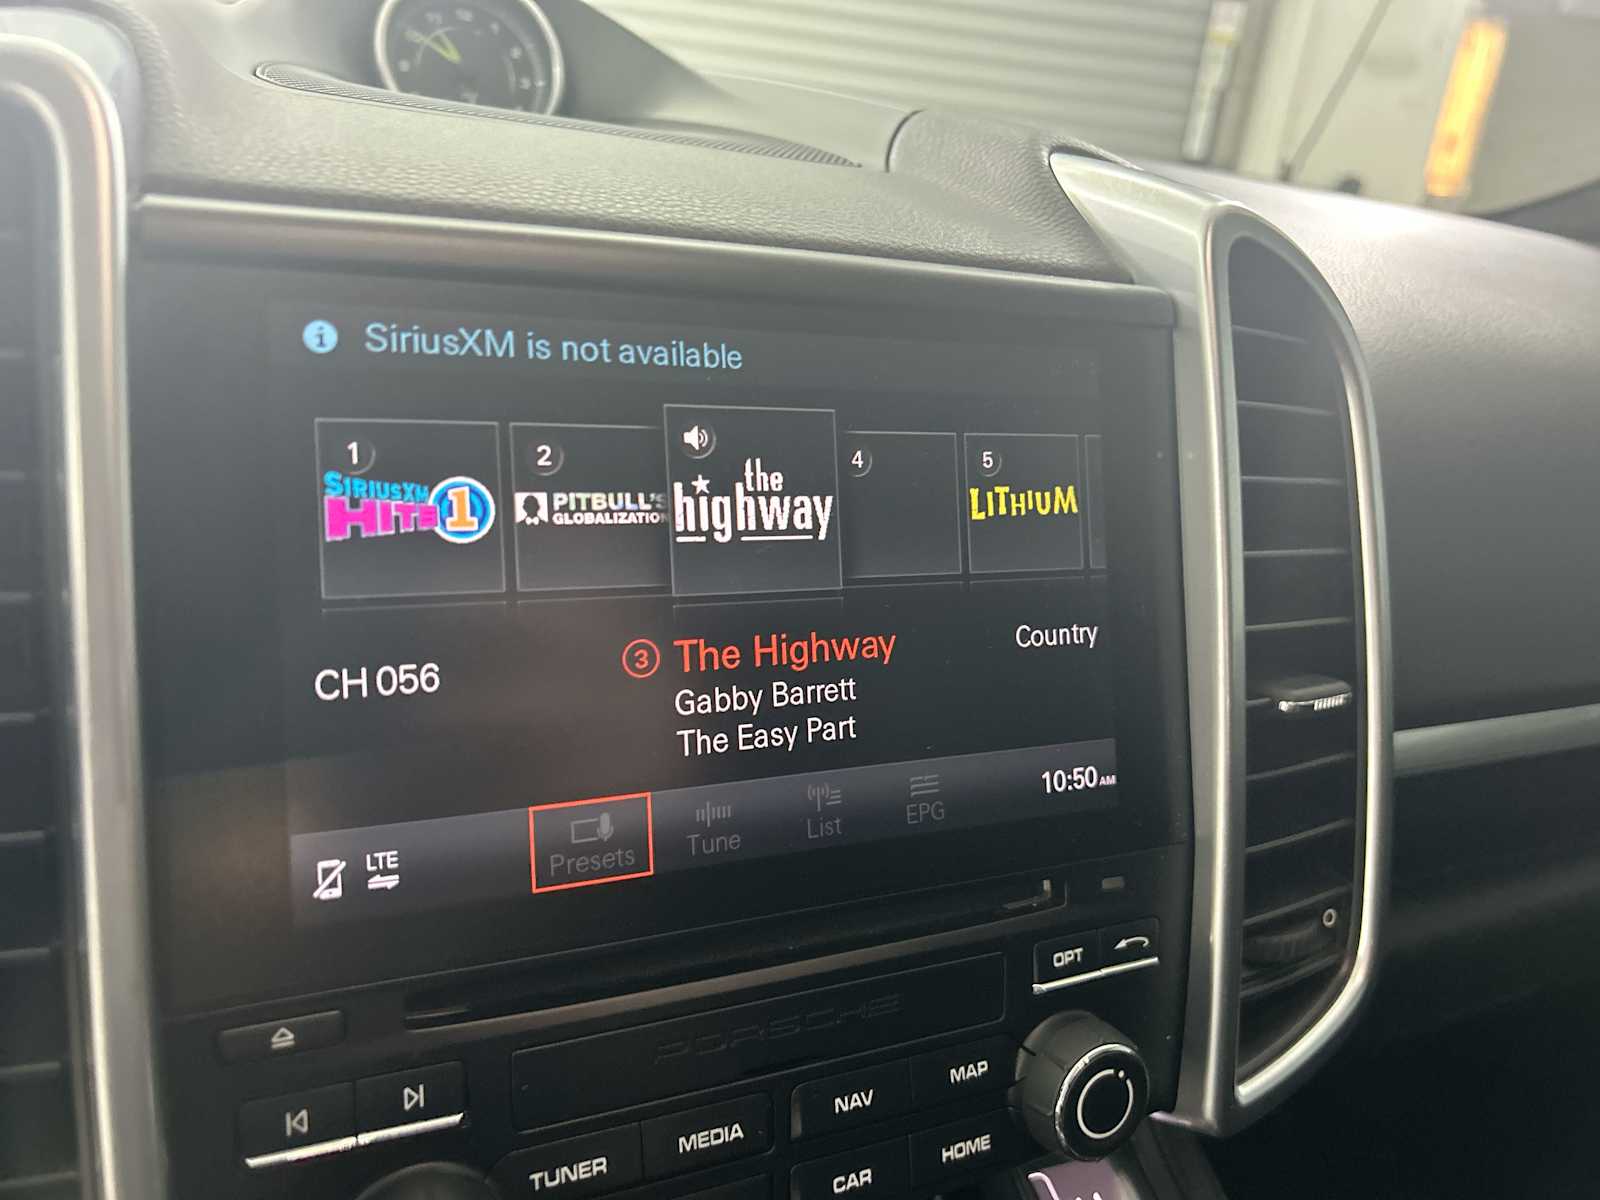 SiriusXM is not available
1
SIRIUSXM
HITS 1
2
PITBULL'S
GLOBALIZATION
the
highway
4
5
LITHIUM
CH 056
3 The Highway
Country
Gabby Barrett
The Easy Part
10:50 AM
LTE
Presets
Tune
List
EPG
OPT
PORSCHE
NAV
MAP
TUNER
MEDIA
CAR
HOME